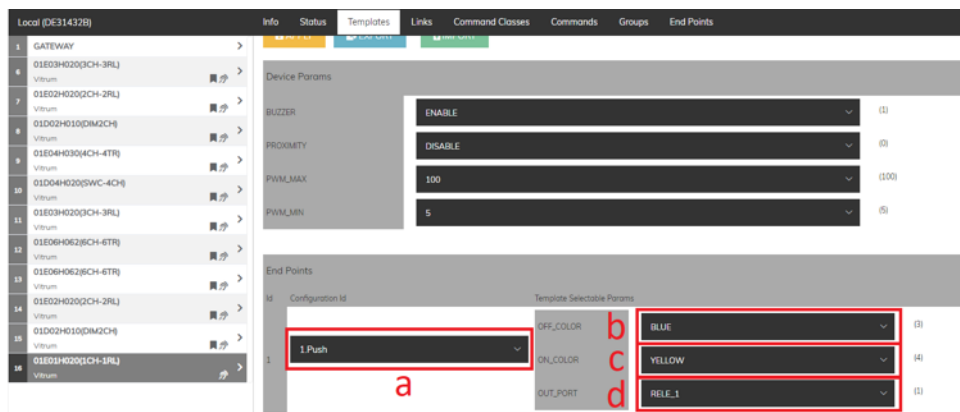 Local (DE31432B)
Info Status Templates Links Command Classes Commands Groups End Points
1 GATEWAY
6 01E03H020(3CH-3RL)
Vitrum
7 01E02H020(2CH-2RL)
Vitrum
8 01D02H010(DIM2CH)
Vitrum
9 01E04H030(4CH-4TR)
Vitrum
10 01D04H020(SWC-4CH)
Vitrum
11 01E03H020(3CH-3RL)
Vitrum
12 01E06H062(6CH-6TR)
Vitrum
13 01E06H062(6CH-6TR)
Vitrum
14 01E02H020(2CH-2RL)
Vitrum
15 01D02H010(DIM2CH)
Vitrum
16 01E01H020(1CH-1RL)
Vitrum
APPLY EXPORT IMPORT
Device Params
BUZZER ENABLE (1)
PROXIMITY DISABLE (0)
PWM_MAX 100 (100)
PWM_MIN 5 (5)
End Points
Id Configuration Id Template Selectable Params
1 1.Push
a
OFF_COLOR b BLUE (3)
ON_COLOR c YELLOW (4)
OUT_PORT d RELE_1 (1)